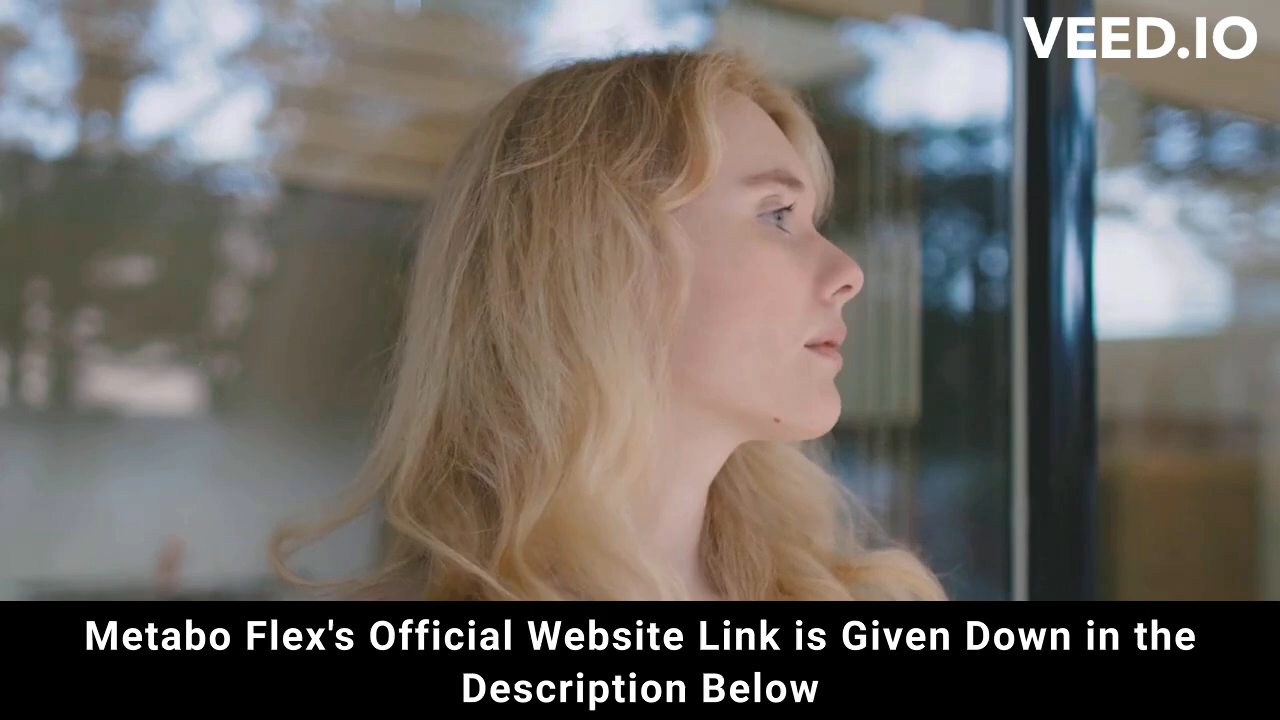 VEED.IO
Metabo Flex's Official Website Link is Given Down in the
Description Below